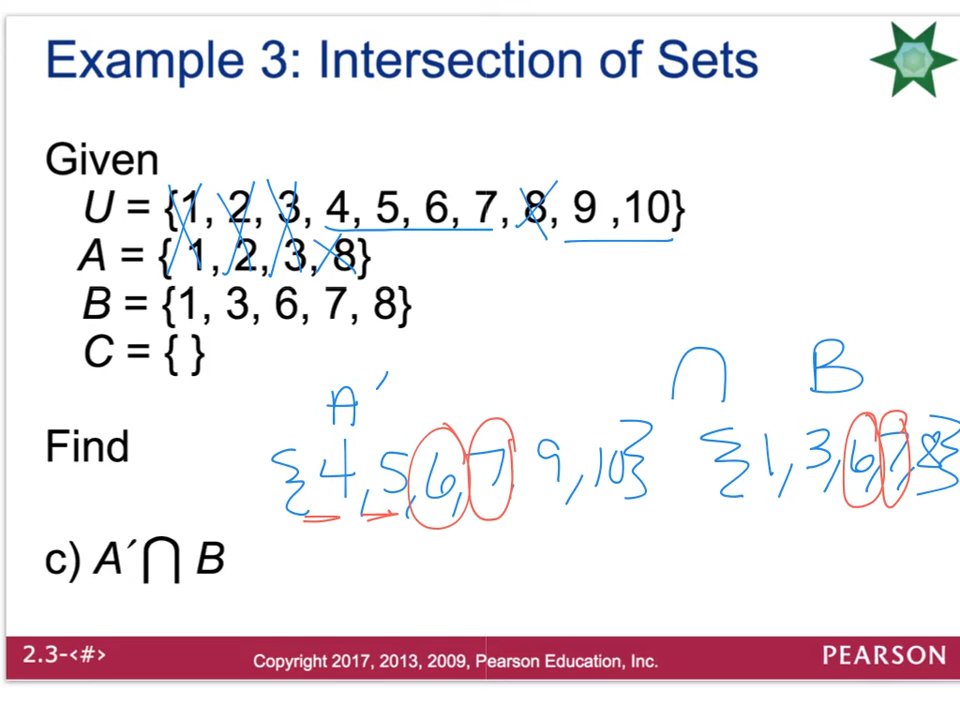 Example 3: Intersection of Sets
Given
U = {1, 2, 3, 4, 5, 6, 7, 8, 9 ,10}
A = { 1, 2, 3, 8}
B = {1, 3, 6, 7, 8}
C = { }
A′ ∩ B
Find
{4, 5, 6, 7, 9, 10} {1, 3, 6, 7, 8}
c) A′ ⋂ B
2.3-<#>
Copyright 2017, 2013, 2009, Pearson Education, Inc.
PEARSON